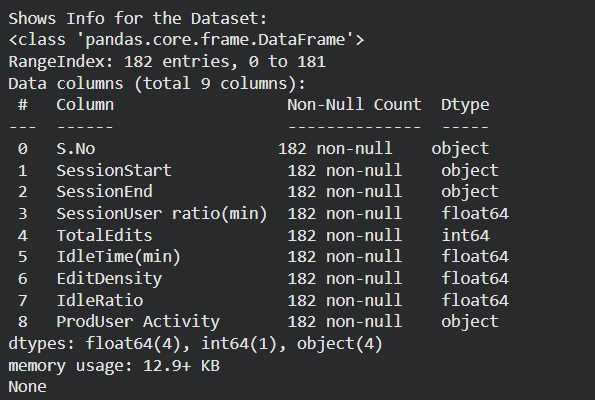 Shows Info for the Dataset:
<class 'pandas.core.frame.DataFrame'>
RangeIndex: 182 entries, 0 to 181
Data columns (total 9 columns):
 #   Column                  Non-Null Count  Dtype
---  ------                  --------------  -----
 0   S.No                   182 non-null    object
 1   SessionStart            182 non-null    object
 2   SessionEnd              182 non-null    object
 3   SessionUser ratio(min)  182 non-null    float64
 4   TotalEdits              182 non-null    int64
 5   IdleTime(min)           182 non-null    float64
 6   EditDensity             182 non-null    float64
 7   IdleRatio               182 non-null    float64
 8   ProdUser Activity       182 non-null    object
dtypes: float64(4), int64(1), object(4)
memory usage: 12.9+ KB
None